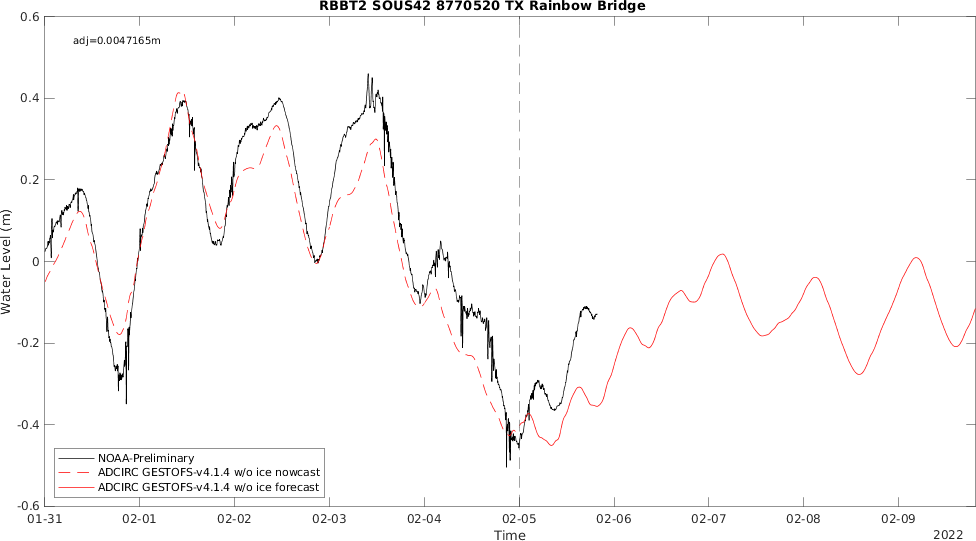 RBBT2 SOUS42 8770520 TX Rainbow Bridge
adj=0.0047165m
0.6
0.4
0.2
0
-0.2
-0.4
-0.6
Water Level (m)
NOAA-Preliminary
ADCIRC GESTOFS-v4.1.4 w/o ice nowcast
ADCIRC GESTOFS-v4.1.4 w/o ice forecast
01-31 02-01 02-02 02-03 02-04 02-05 02-06 02-07 02-08 02-09
Time
2022